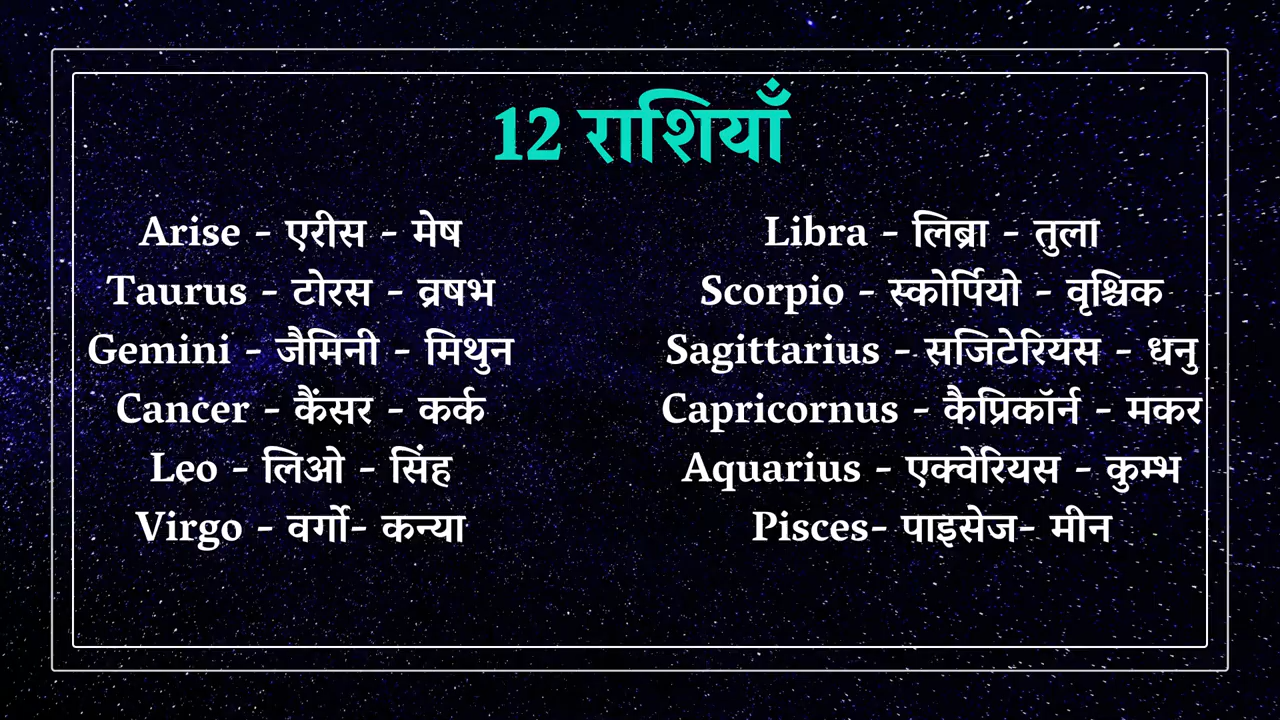 12 राशियाँ
Arise - एरीस - मेष
Taurus - टोरस - व्रषभ
Gemini - जैमिनी - मिथुन
Cancer - कैंसर - कर्क
Leo - लिओ - सिंह
Virgo - वर्गो- कन्या
Libra - लिब्रा - तुला
Scorpio - स्कोर्पियो - वृश्चिक
Sagittarius - सजिटेरियस - धनु
Capricornus - कैप्रिकॉर्न - मकर
Aquarius - एक्वेरियस - कुम्भ
Pisces- पाइसेज- मीन